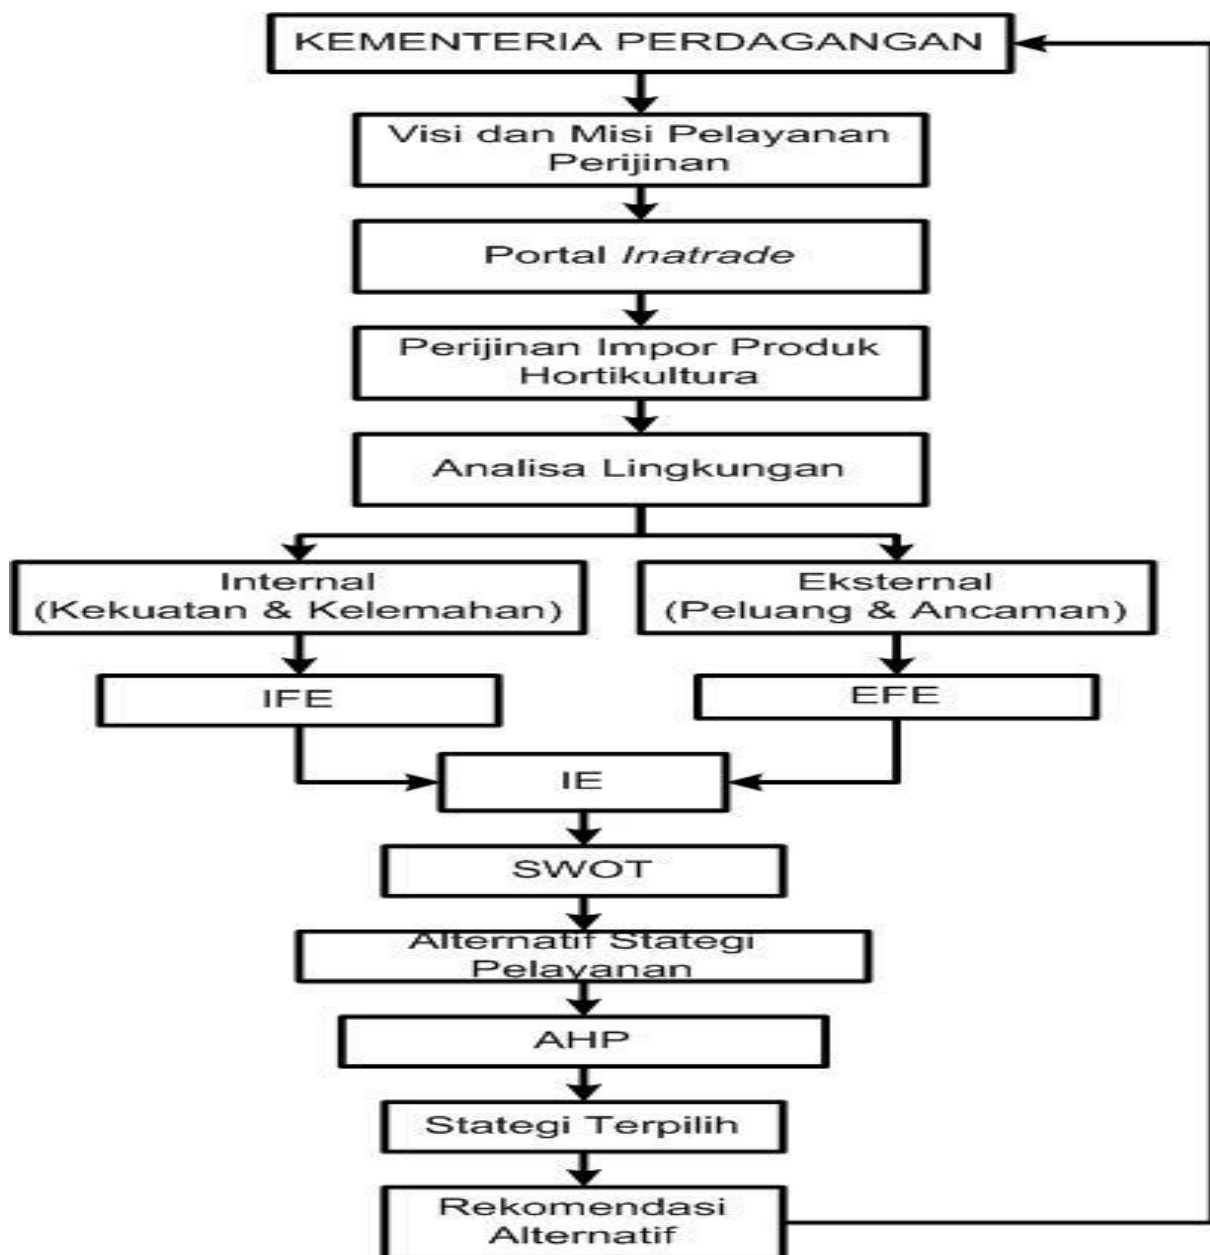 KEMENTERIA PERDAGANGAN
Visi dan Misi Pelayanan
Perijinan
Portal Inatrade
Perijinan Impor Produk
Hortikultura
Analisa Lingkungan
Internal
(Kekuatan & Kelemahan)
Eksternal
(Peluang & Ancaman)
IFE
EFE
IE
SWOT
Alternatif Stategi
Pelayanan
AHP
Stategi Terpilih
Rekomendasi
Alternatif